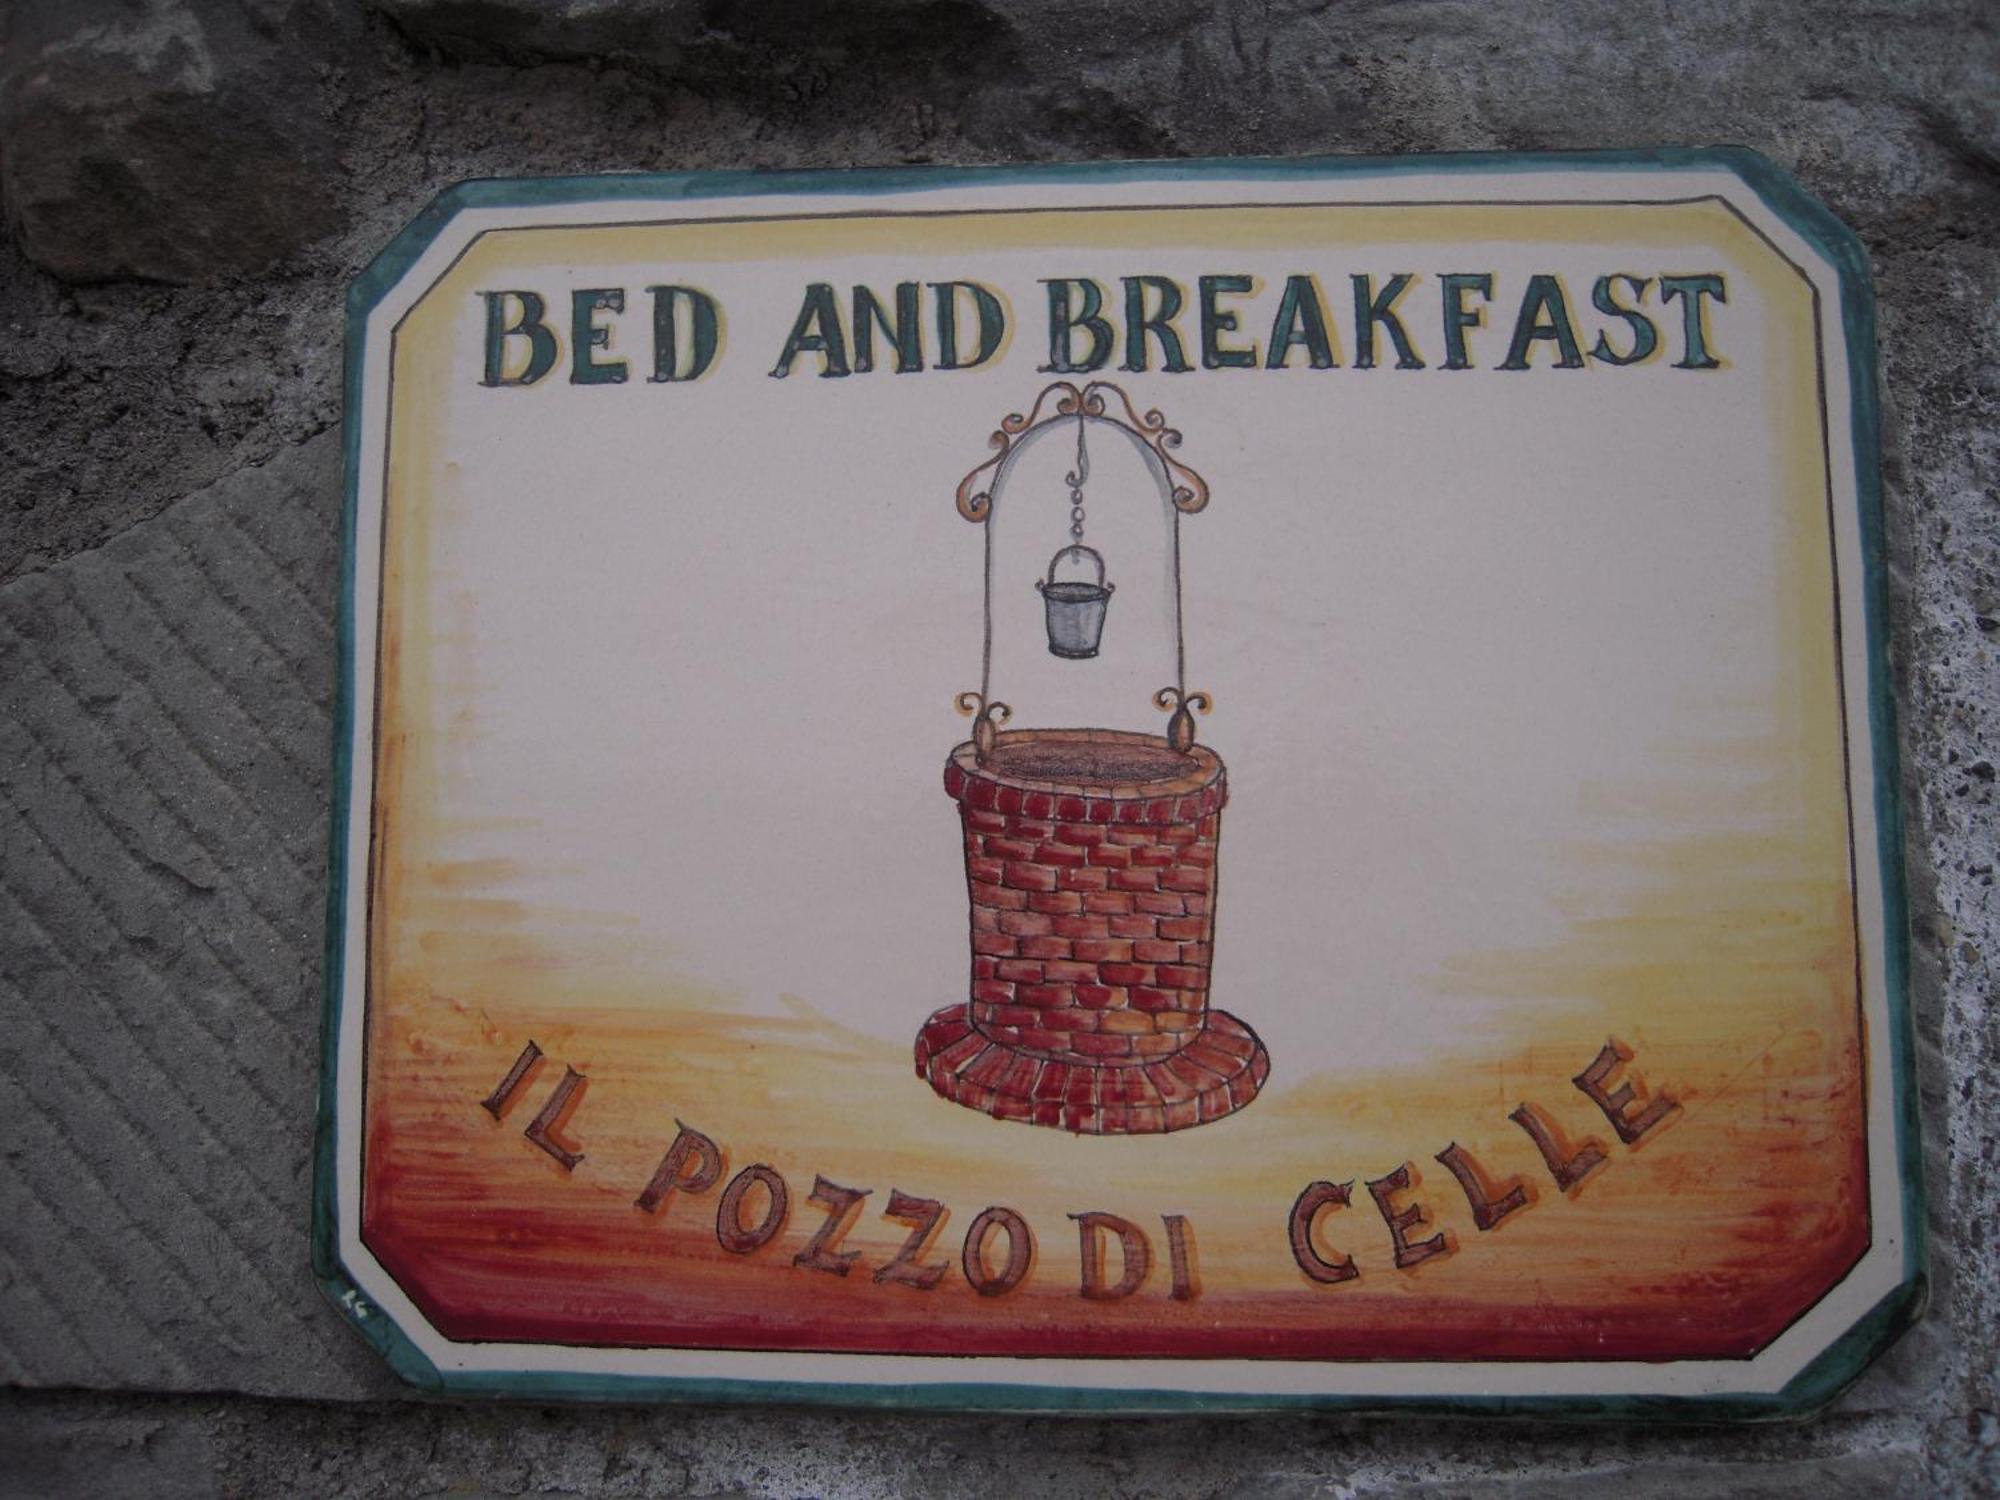 BED AND BREAKFAST
IL POZZO DI CELLE